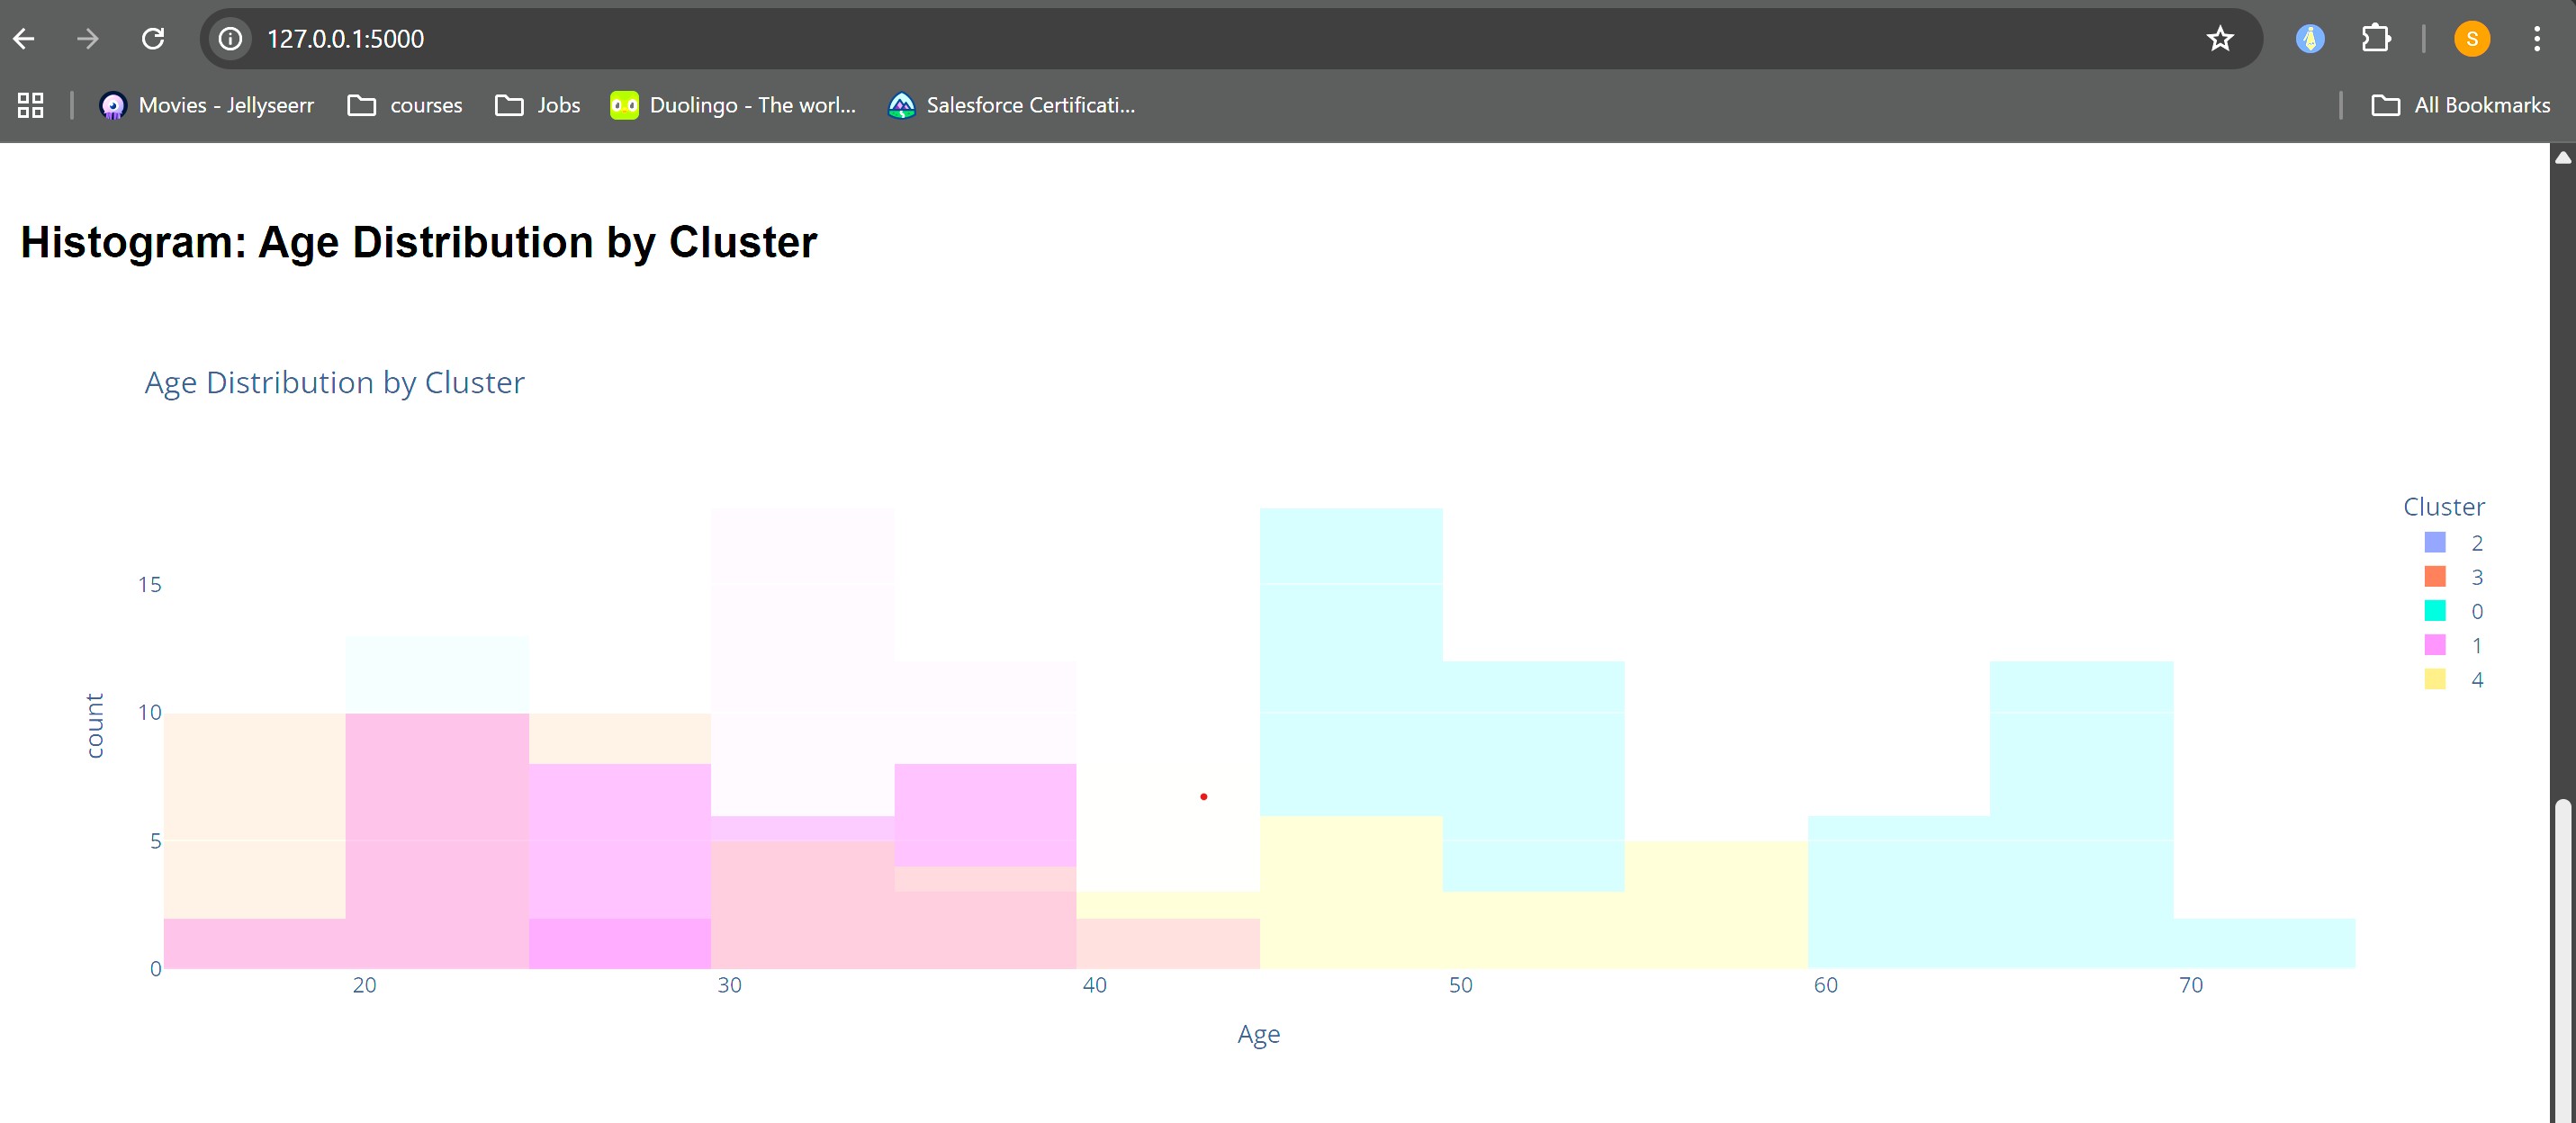 127.0.0.1:5000
S
Movies - Jellyseerr
courses
Jobs
Duolingo - The worl...
Salesforce Certificati...
All Bookmarks
Histogram: Age Distribution by Cluster
Age Distribution by Cluster
Cluster
2
3
0
1
4
15
10
5
0
count
20 30 40 50 60 70
Age